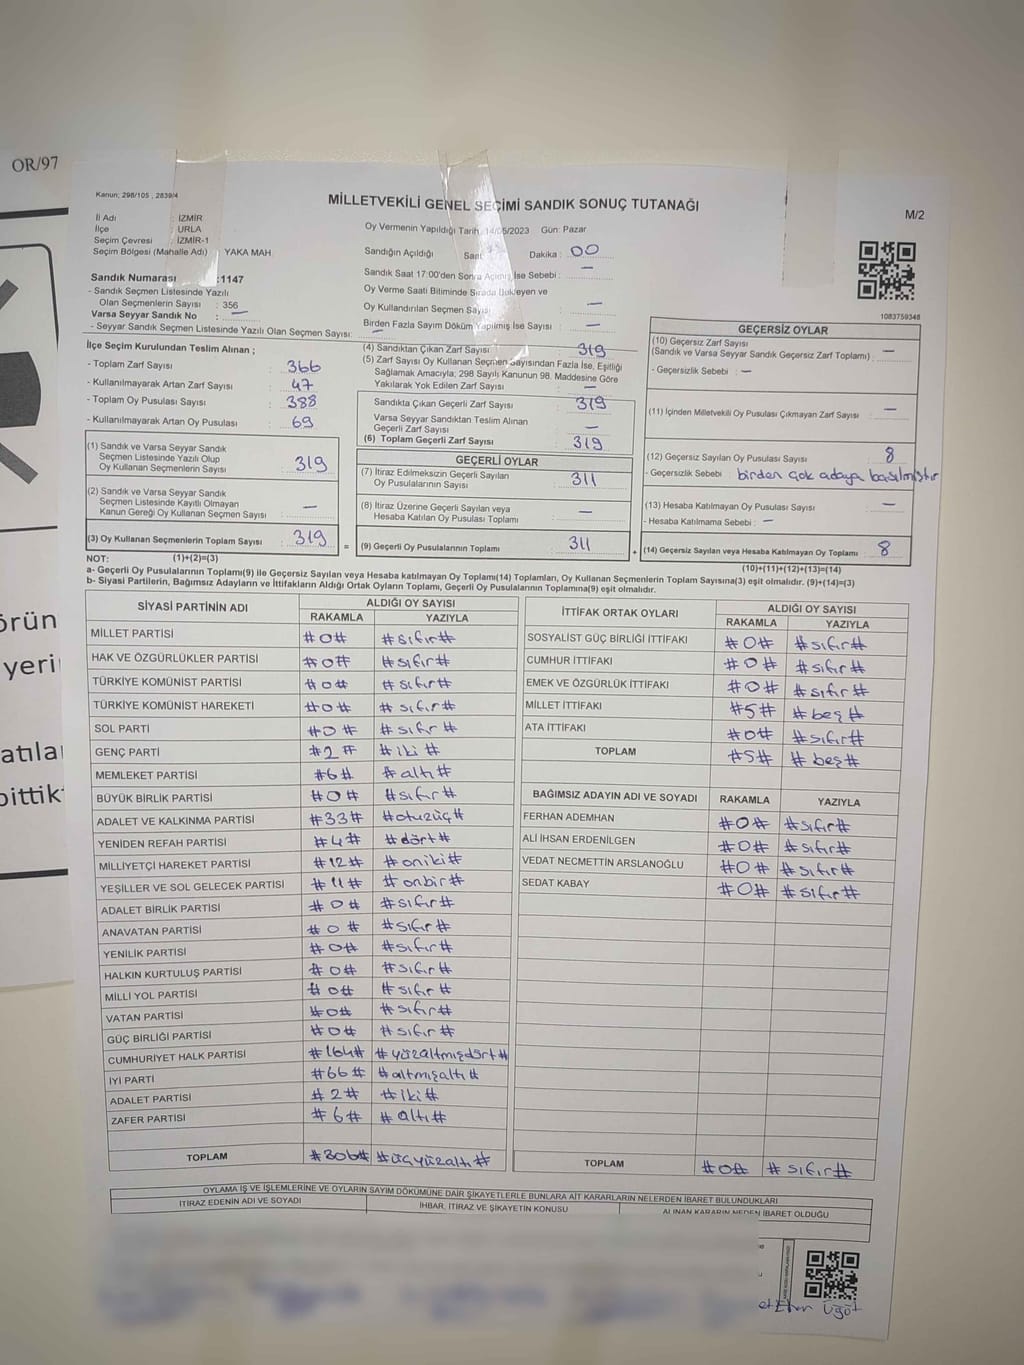 OR/97
Kanun; 298/105 , 2839/4
MİLLETVEKİLİ GENEL SEÇİMİ SANDIK SONUÇ TUTANAĞI
M/2
İl Adı : İZMİR
İlçe : URLA
Seçim Çevresi : İZMİR-1
Seçim Bölgesi (Mahalle Adı) : YAKA MAH
Sandık Numarası :1147
- Sandık Seçmen Listesinde Yazılı
Olan Seçmenlerin Sayısı : 356
Varsa Seyyar Sandık No : —
- Seyyar Sandık Seçmen Listesinde Yazılı Olan Seçmen Sayısı: —
Oy Vermenin Yapıldığı Tarih: 14/05/2023 Gün: Pazar
Sandığın Açıldığı Saat Dakika : 00
Sandık Saat 17:00'den Sonra Açılmış İse Sebebi : —
Oy Verme Saati Bitiminde Sırada Bekleyen ve
Oy Kullandırılan Seçmen Sayısı : —
Birden Fazla Sayım Döküm Yapılmış İse Sayısı : —
1083759348
İlçe Seçim Kurulundan Teslim Alınan ;
- Toplam Zarf Sayısı : 366
- Kullanılmayarak Artan Zarf Sayısı : 47
- Toplam Oy Pusulası Sayısı : 388
- Kullanılmayarak Artan Oy Pusulası : 69
(1) Sandık ve Varsa Seyyar Sandık
Seçmen Listesinde Yazılı Olup
Oy Kullanan Seçmenlerin Sayısı : 319
(2) Sandık ve Varsa Seyyar Sandık
Seçmen Listesinde Kayıtlı Olmayan
Kanun Gereği Oy Kullanan Seçmen Sayısı : —
(3) Oy Kullanan Seçmenlerin Toplam Sayısı : 319
(4) Sandıktan Çıkan Zarf Sayısı : 319
(5) Zarf Sayısı Oy Kullanan Seçmen Sayısından Fazla İse, Eşitliği
Sağlamak Amacıyla; 298 Sayılı Kanunun 98. Maddesine Göre
Yakılarak Yok Edilen Zarf Sayısı : —
Sandıkta Çıkan Geçerli Zarf Sayısı : 319
Varsa Seyyar Sandıktan Teslim Alınan
Geçerli Zarf Sayısı : —
(6) Toplam Geçerli Zarf Sayısı : 319
GEÇERLİ OYLAR
(7) İtiraz Edilmeksizin Geçerli Sayılan
Oy Pusulalarının Sayısı : 311
(8) İtiraz Üzerine Geçerli Sayılan veya
Hesaba Katılan Oy Pusulası Toplamı : —
= (9) Geçerli Oy Pusulalarının Toplamı : 311
GEÇERSİZ OYLAR
(10) Geçersiz Zarf Sayısı
(Sandık ve Varsa Seyyar Sandık Geçersiz Zarf Toplamı) : —
- Geçersizlik Sebebi : —
(11) İçinden Milletvekili Oy Pusulası Çıkmayan Zarf Sayısı : —
(12) Geçersiz Sayılan Oy Pusulası Sayısı : 8
- Geçersizlik Sebebi : birden çok adaya basılmıştır
(13) Hesaba Katılmayan Oy Pusulası Sayısı : —
- Hesaba Katılmama Sebebi : —
+ (14) Geçersiz Sayılan veya Hesaba Katılmayan Oy Toplamı : 8
NOT: (1)+(2)=(3)
(10)+(11)+(12)+(13)=(14)
a- Geçerli Oy Pusulalarının Toplamı(9) ile Geçersiz Sayılan veya Hesaba katılmayan Oy Toplamı(14) Toplamları, Oy Kullanan Seçmenlerin Toplam Sayısına(3) eşit olmalıdır. (9)+(14)=(3)
b- Siyasi Partilerin, Bağımsız Adayların ve İttifakların Aldığı Ortak Oyların Toplamı, Geçerli Oy Pusulalarının Toplamına(9) eşit olmalıdır.
SİYASİ PARTİNİN ADI ALDIĞI OY SAYISI
RAKAMLA YAZIYLA
MİLLET PARTİSİ #0# #sıfır#
HAK VE ÖZGÜRLÜKLER PARTİSİ #0# #sıfır#
TÜRKİYE KOMÜNİST PARTİSİ #0# #sıfır#
TÜRKİYE KOMÜNİST HAREKETİ #0# #sıfır#
SOL PARTİ #0# #sıfır#
GENÇ PARTİ #2# #iki#
MEMLEKET PARTİSİ #6# #altı#
BÜYÜK BİRLİK PARTİSİ #0# #sıfır#
ADALET VE KALKINMA PARTİSİ #33# #otuzüç#
YENİDEN REFAH PARTİSİ #4# #dört#
MİLLİYETÇİ HAREKET PARTİSİ #12# #oniki#
YEŞİLLER VE SOL GELECEK PARTİSİ #11# #onbir#
ADALET BİRLİK PARTİSİ #0# #sıfır#
ANAVATAN PARTİSİ #0# #sıfır#
YENİLİK PARTİSİ #0# #sıfır#
HALKIN KURTULUŞ PARTİSİ #0# #sıfır#
MİLLİ YOL PARTİSİ #0# #sıfır#
VATAN PARTİSİ #0# #sıfır#
GÜÇ BİRLİĞİ PARTİSİ #0# #sıfır#
CUMHURİYET HALK PARTİSİ #164# #yüzaltmışdört#
İYİ PARTİ #66# #altmışaltı#
ADALET PARTİSİ #2# #iki#
ZAFER PARTİSİ #6# #altı#
TOPLAM #306# #üçyüzaltı#
İTTİFAK ORTAK OYLARI ALDIĞI OY SAYISI
RAKAMLA YAZIYLA
SOSYALİST GÜÇ BİRLİĞİ İTTİFAKI #0# #sıfır#
CUMHUR İTTİFAKI #0# #sıfır#
EMEK VE ÖZGÜRLÜK İTTİFAKI #0# #sıfır#
MİLLET İTTİFAKI #5# #beş#
ATA İTTİFAKI #0# #sıfır#
TOPLAM #5# #beş#
BAĞIMSIZ ADAYIN ADI VE SOYADI RAKAMLA YAZIYLA
FERHAN ADEMHAN #0# #sıfır#
ALİ İHSAN ERDENİLGEN #0# #sıfır#
VEDAT NECMETTİN ARSLANOĞLU #0# #sıfır#
SEDAT KABAY #0# #sıfır#
TOPLAM #0# #sıfır#
OYLAMA İŞ VE İŞLEMLERİNE VE OYLARIN SAYIM DÖKÜMÜNE DAİR ŞİKAYETLERLE BUNLARA AİT KARARLARIN NELERDEN İBARET BULUNDUKLARI
İTİRAZ EDENİN ADI VE SOYADI İHBAR, İTİRAZ VE ŞİKAYETİN KONUSU ALINAN KARARIN NEDEN İBARET OLDUĞU
örün
yeri
atıla
bittik